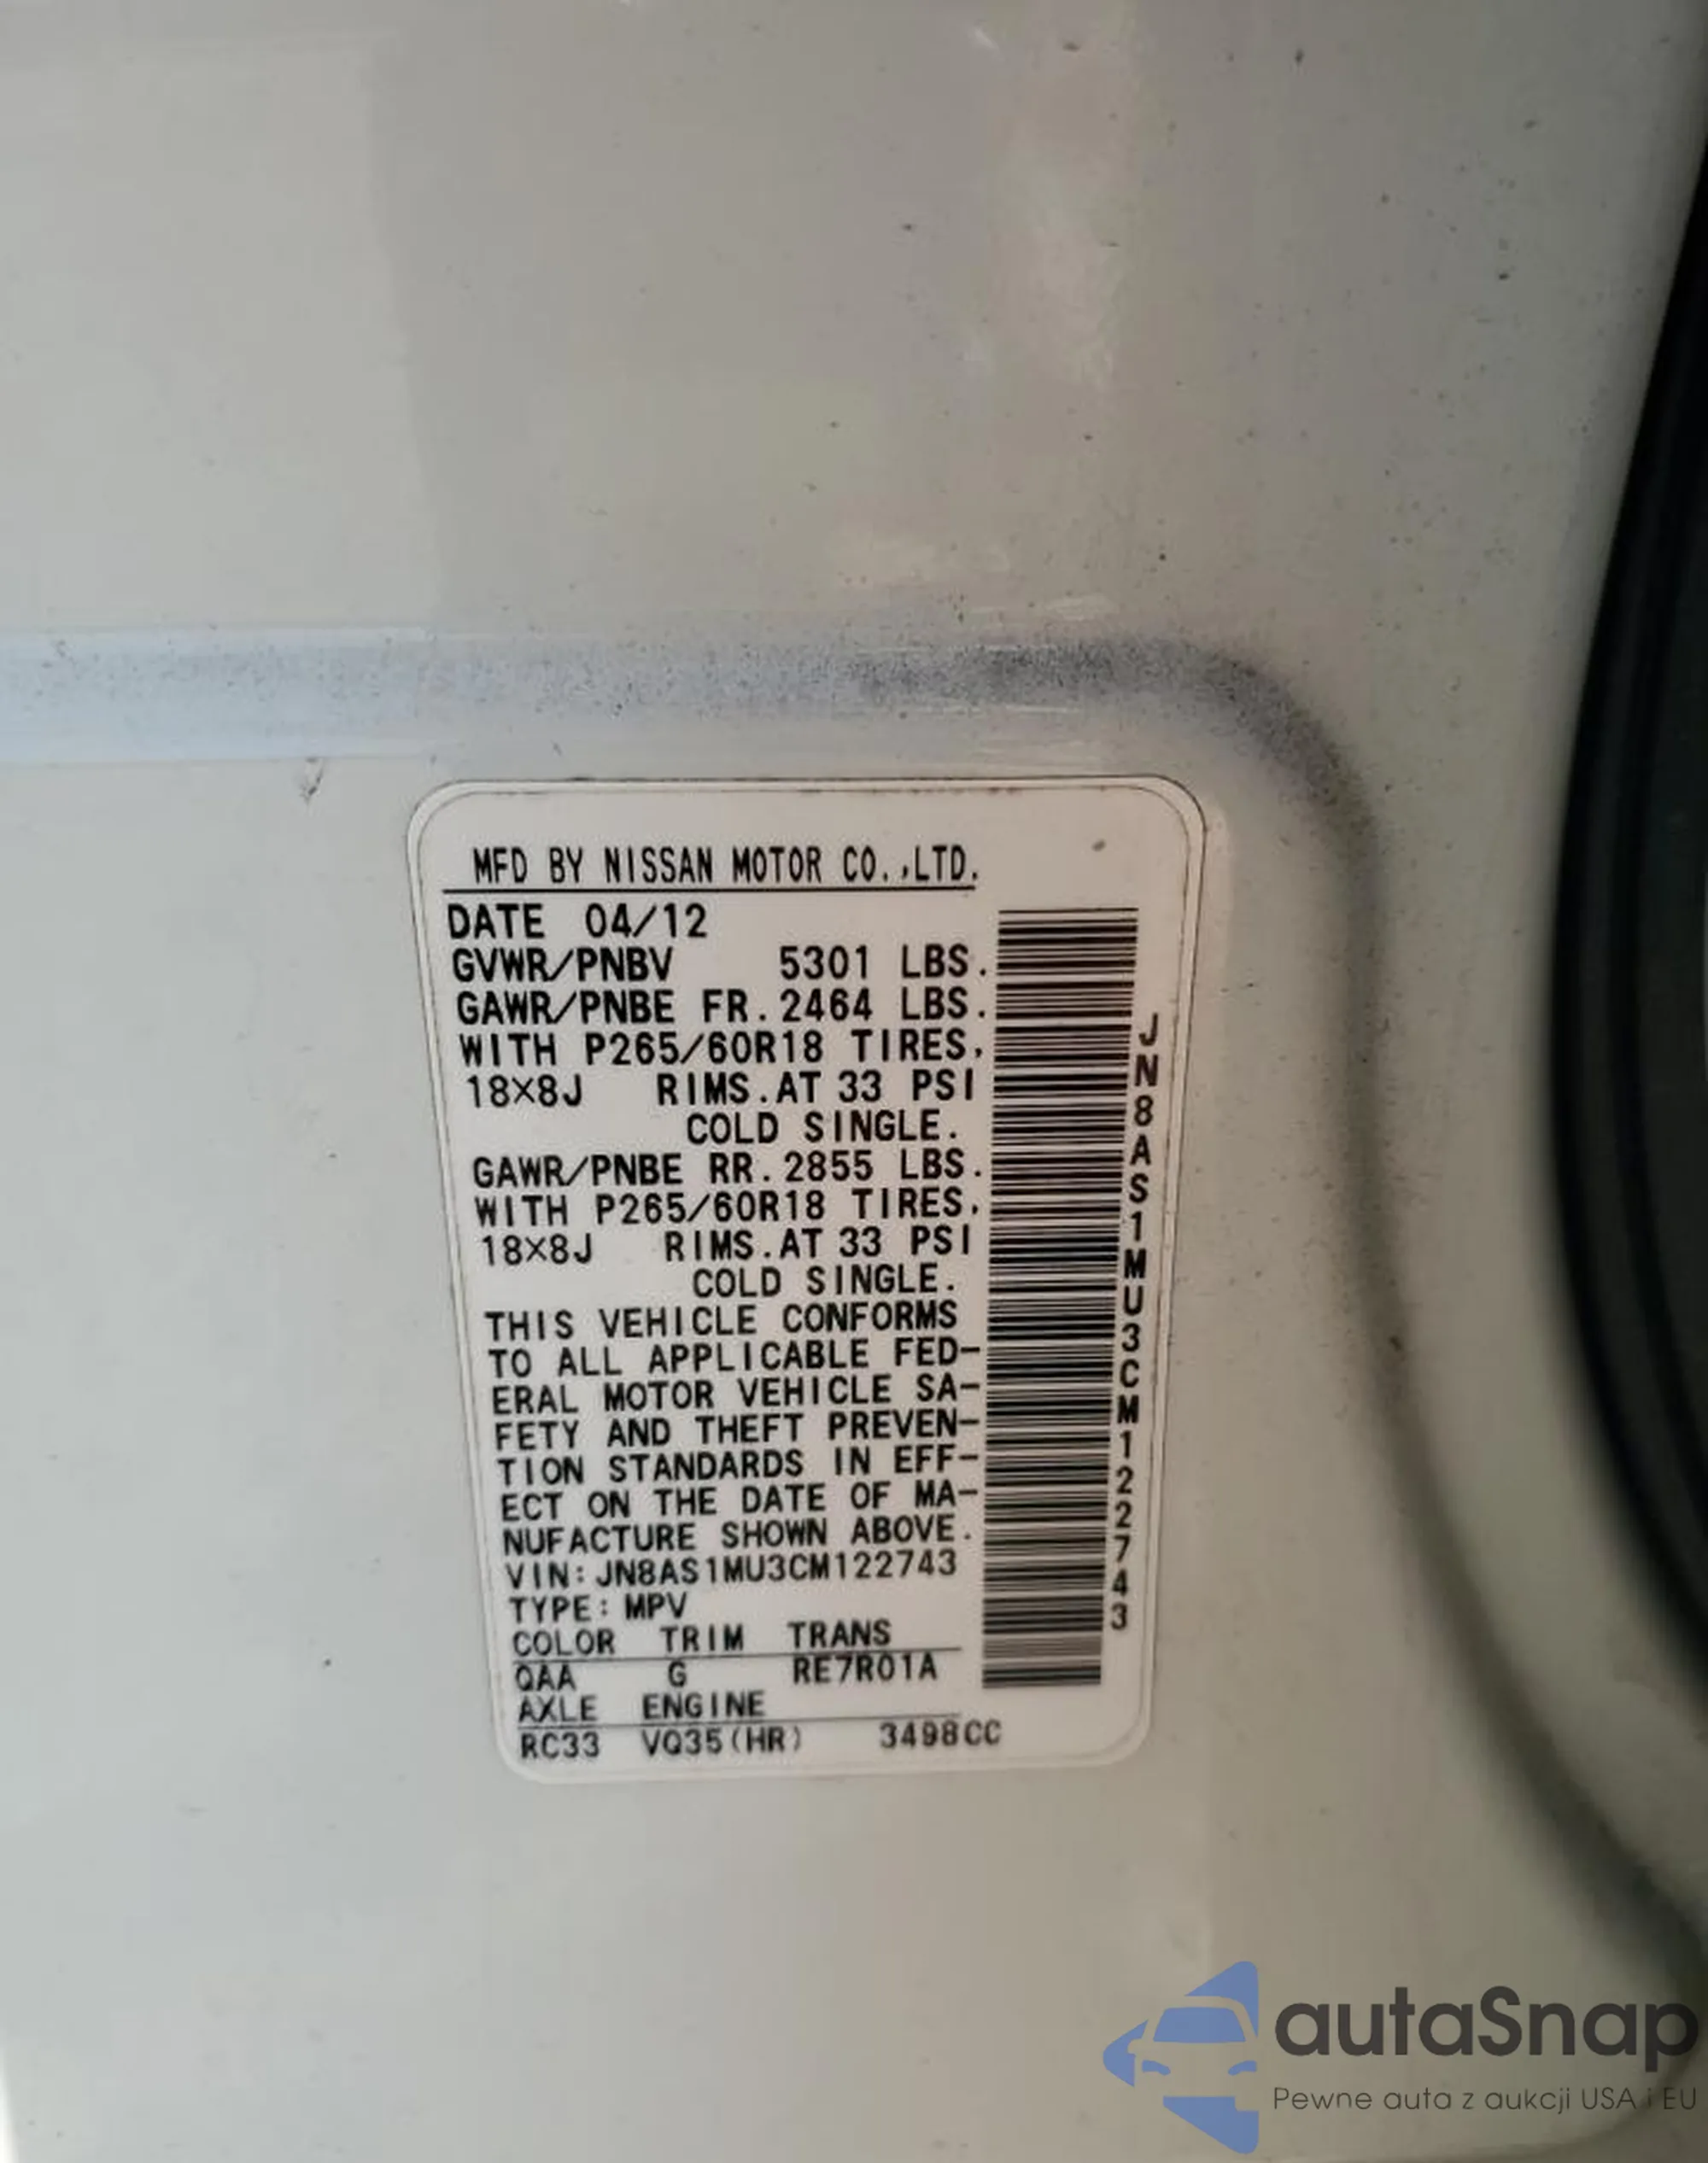 MFD BY NISSAN MOTOR CO.,LTD.
DATE 04/12
GVWR/PNBV 5301 LBS.
GAWR/PNBE FR. 2464 LBS.
WITH P265/60R18 TIRES,
18×8J RIMS. AT 33 PSI
COLD SINGLE.
GAWR/PNBE RR. 2855 LBS.
WITH P265/60R18 TIRES,
18×8J RIMS. AT 33 PSI
COLD SINGLE.
THIS VEHICLE CONFORMS
TO ALL APPLICABLE FED-
ERAL MOTOR VEHICLE SA-
FETY AND THEFT PREVEN-
TION STANDARDS IN EFF-
ECT ON THE DATE OF MA-
NUFACTURE SHOWN ABOVE.
VIN: JN8AS1MU3CM122743
TYPE: MPV
COLOR TRIM TRANS
QAA G RE7R01A
AXLE ENGINE
RC33 VQ35(HR) 3498CC
JN8AS1MU3CM122743
autaSnap
Pewne auta z aukcji USA i EU